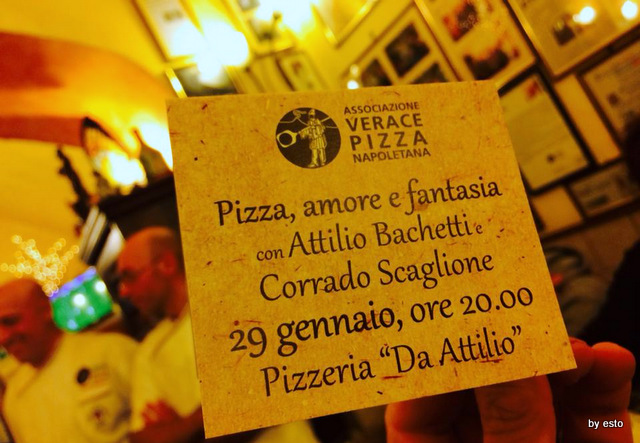 ASSOCIAZIONE
VERACE
PIZZA
NAPOLETANA
Pizza, amore e fantasia
con Attilio Bachetti e
Corrado Scaglione
29 gennaio, ore 20.00
Pizzeria “Da Attilio”
by esto